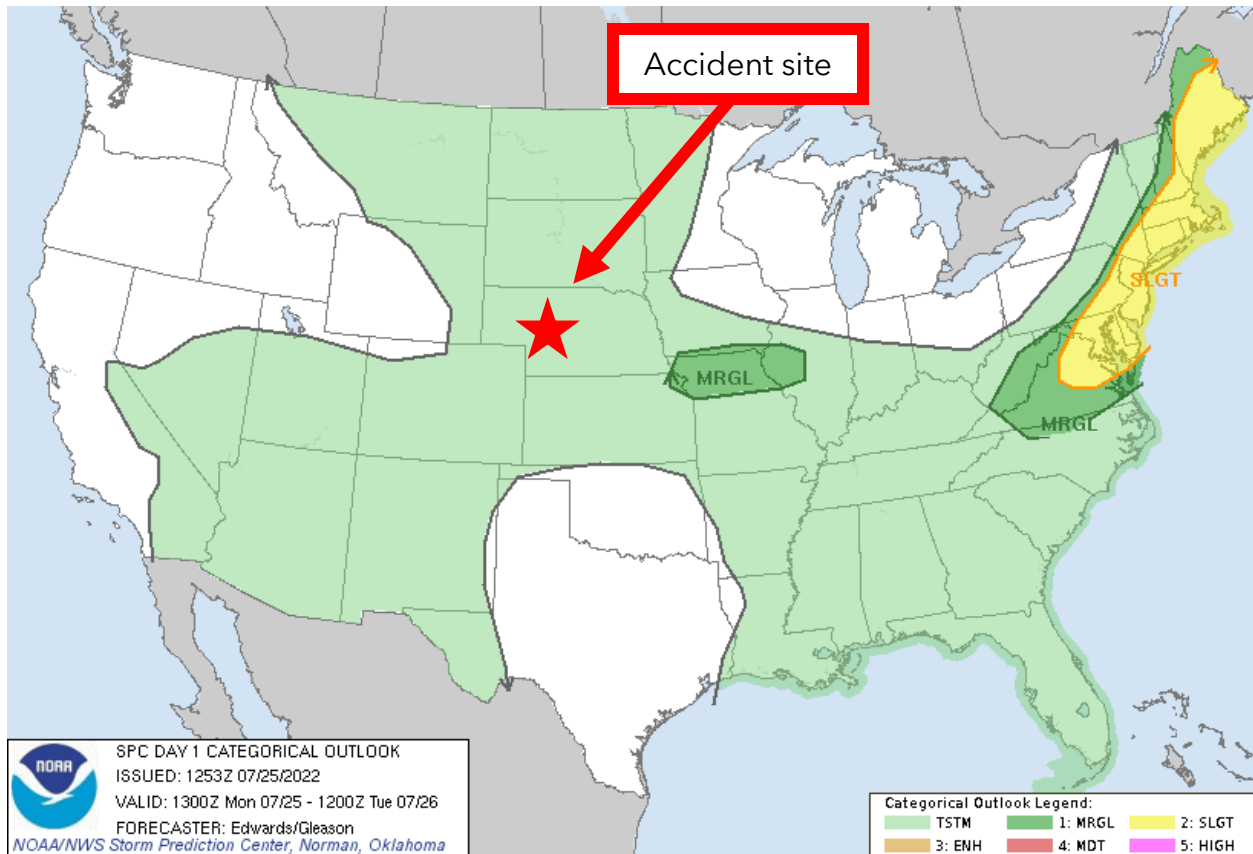 Accident site
SLGT
MRGL
MRGL
NOAA
SPC DAY 1 CATEGORICAL OUTLOOK
ISSUED: 1253Z 07/25/2022
VALID: 1300Z Mon 07/25 - 1200Z Tue 07/26
FORECASTER: Edwards/Gleason
NOAA/NWS Storm Prediction Center, Norman, Oklahoma
Categorical Outlook Legend:
TSTM 1: MRGL 2: SLGT
3: ENH 4: MDT 5: HIGH